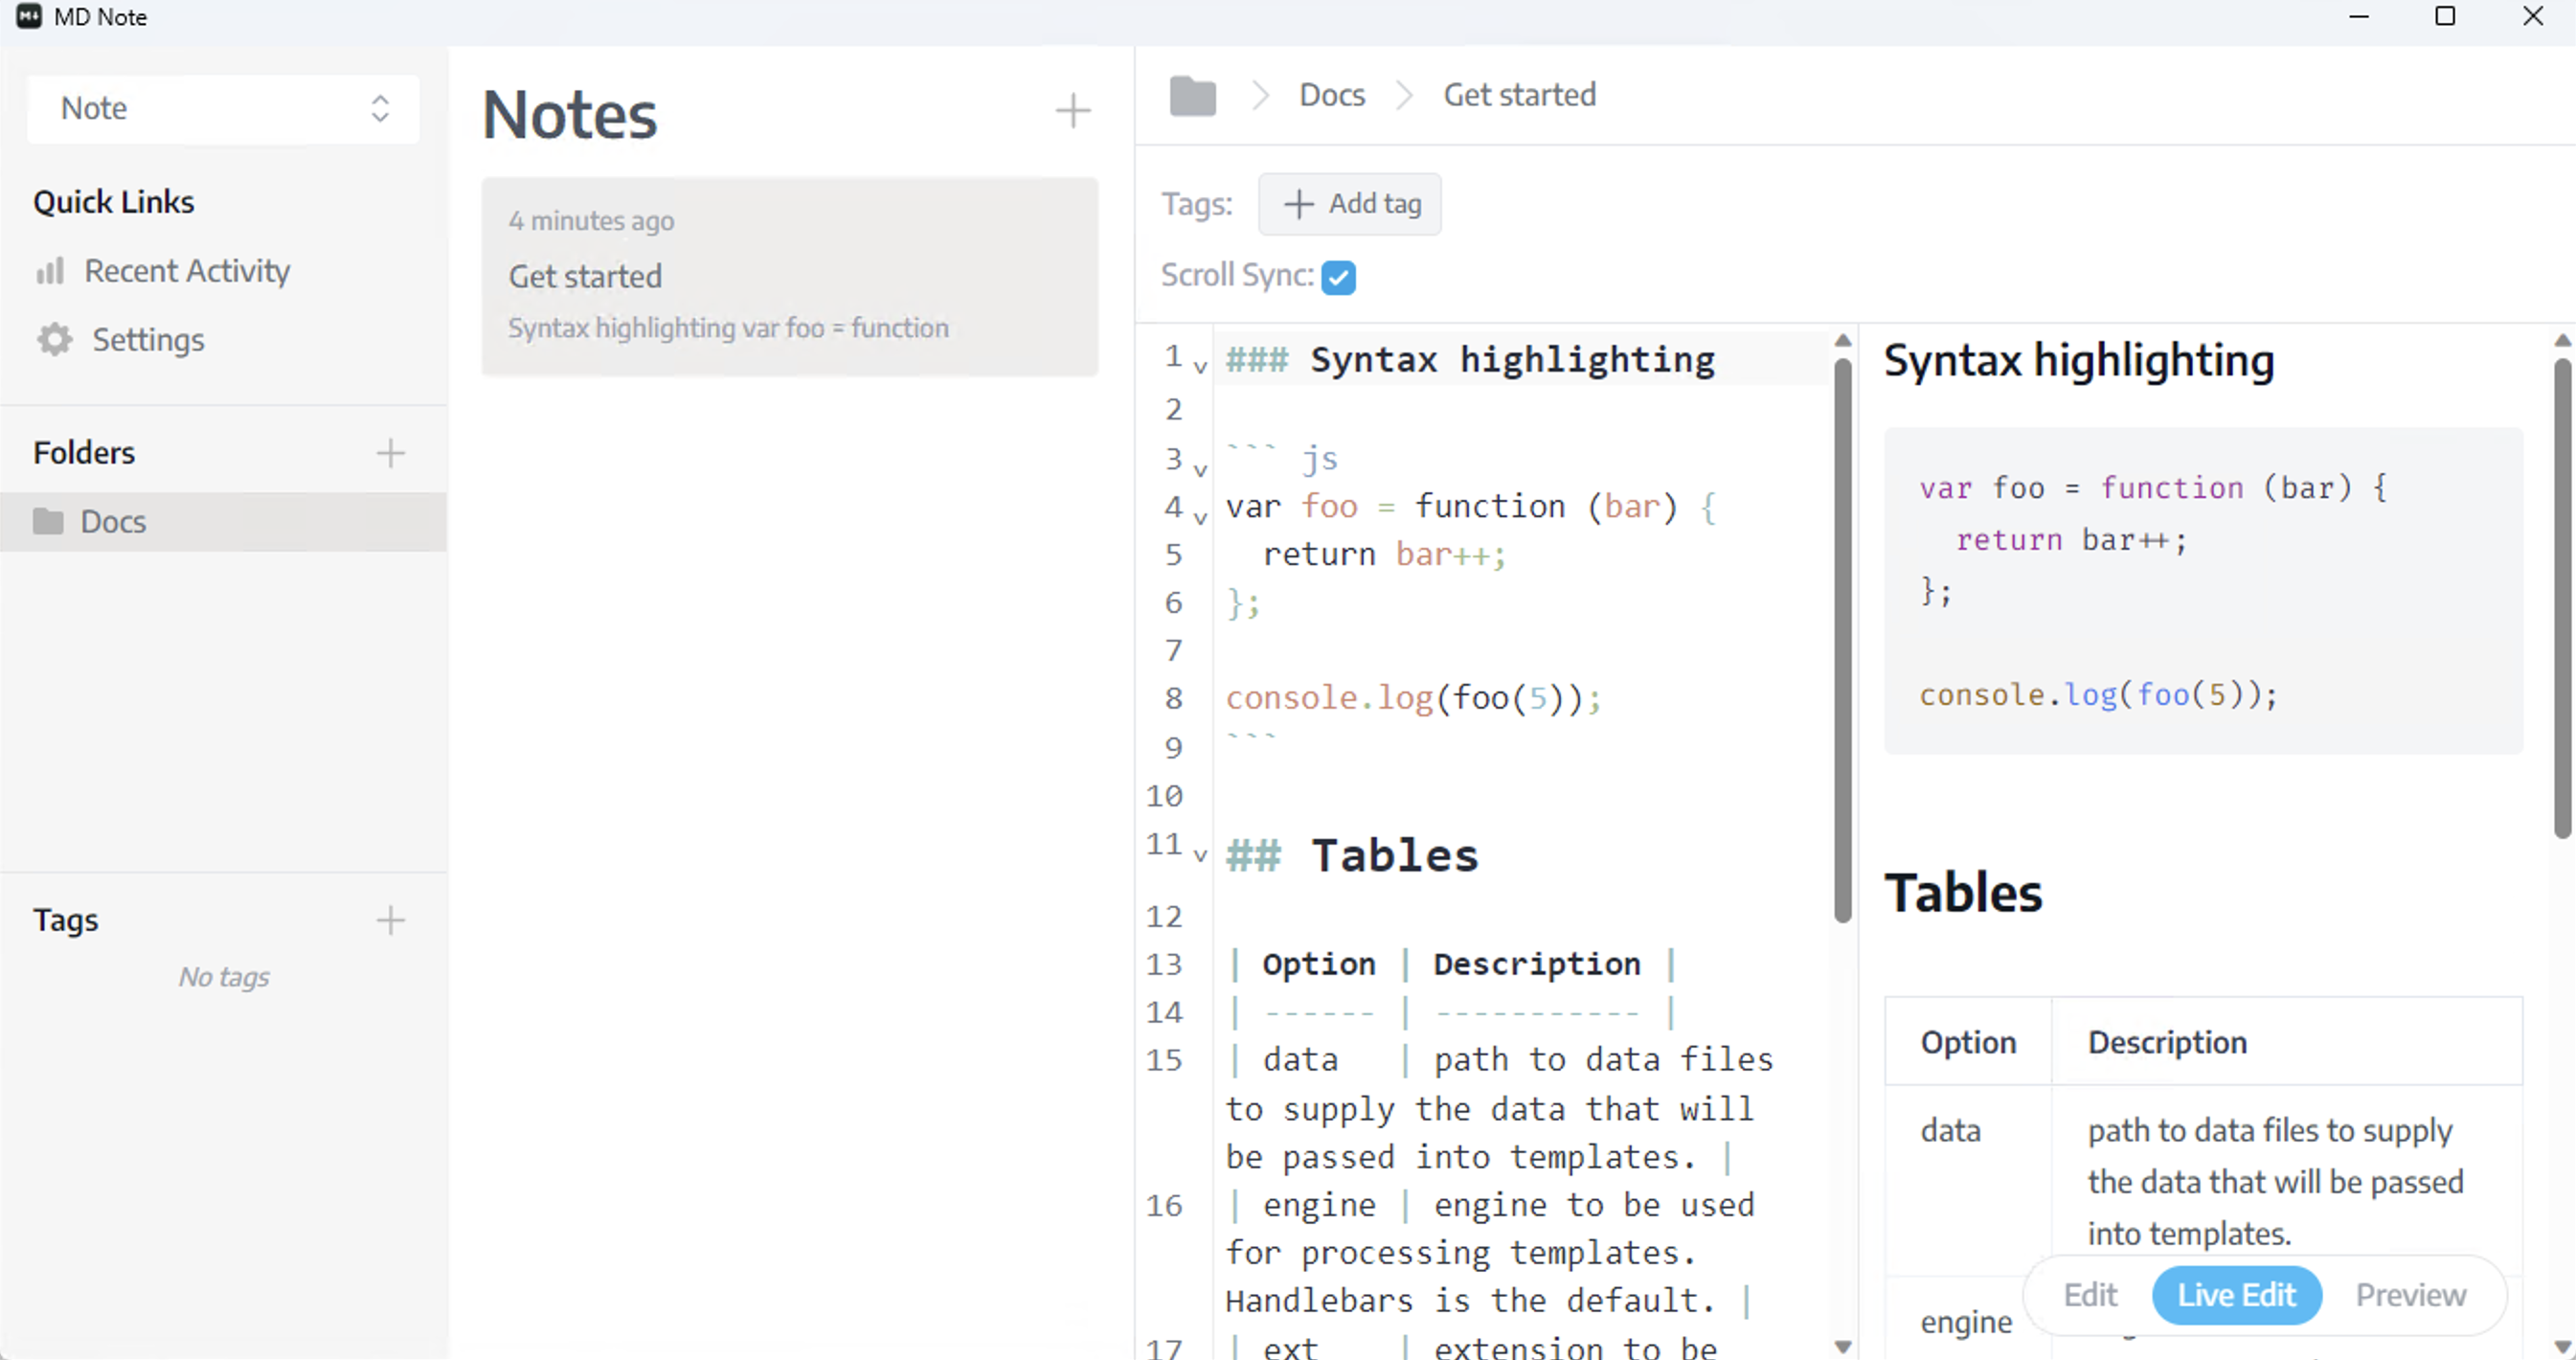 MD Note
Note
Quick Links
Recent Activity
Settings
Folders
Docs
Tags
No tags
Notes
4 minutes ago
Get started
Syntax highlighting var foo = function
Docs
Get started
Tags:
Add tag
Scroll Sync:
1 ### Syntax highlighting
2
3 ``` js
4 var foo = function (bar) {
5   return bar++;
6 };
7
8 console.log(foo(5));
9 ```
10
11 ## Tables
12
13 | Option | Description |
14 | ------ | ----------- |
15 | data   | path to data files
to supply the data that will
be passed into templates. |
16 | engine | engine to be used
for processing templates.
Handlebars is the default. |
17 | ext    | extension to be
Syntax highlighting
var foo = function (bar) {
  return bar++;
};
console.log(foo(5));
Tables
Option Description
data path to data files to supply
the data that will be passed
into templates.
engine
Edit Live Edit Preview